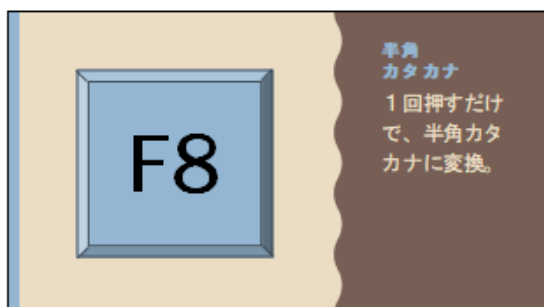 F8
半角
カタカナ
１回押すだけ
で、半角カタ
カナに変換。